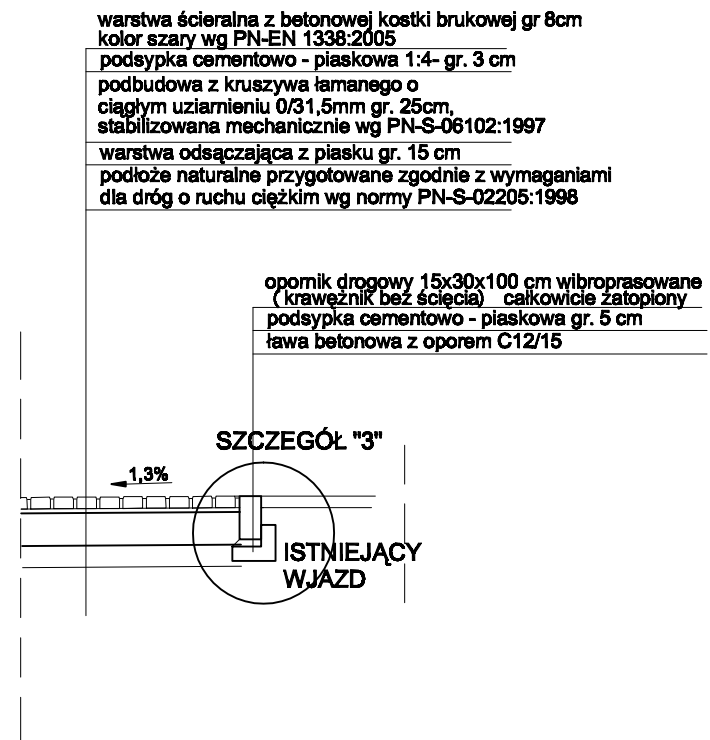 warstwa ścieralna z betonowej kostki brukowej gr 8cm
kolor szary wg PN-EN 1338:2005
podsypka cementowo - piaskowa 1:4- gr. 3 cm
podbudowa z kruszywa łamanego o
ciągłym uziarnieniu 0/31,5mm gr. 25cm,
stabilizowana mechanicznie wg PN-S-06102:1997
warstwa odsączająca z piasku gr. 15 cm
podłoże naturalne przygotowane zgodnie z wymaganiami
dla dróg o ruchu ciężkim wg normy PN-S-02205:1998
opornik drogowy 15x30x100 cm wibroprasowane
( krawężnik bez ścięcia) całkowicie zatopiony
podsypka cementowo - piaskowa gr. 5 cm
ława betonowa z oporem C12/15
SZCZEGÓŁ "3"
1,3%
ISTNIEJĄCY
WJAZD